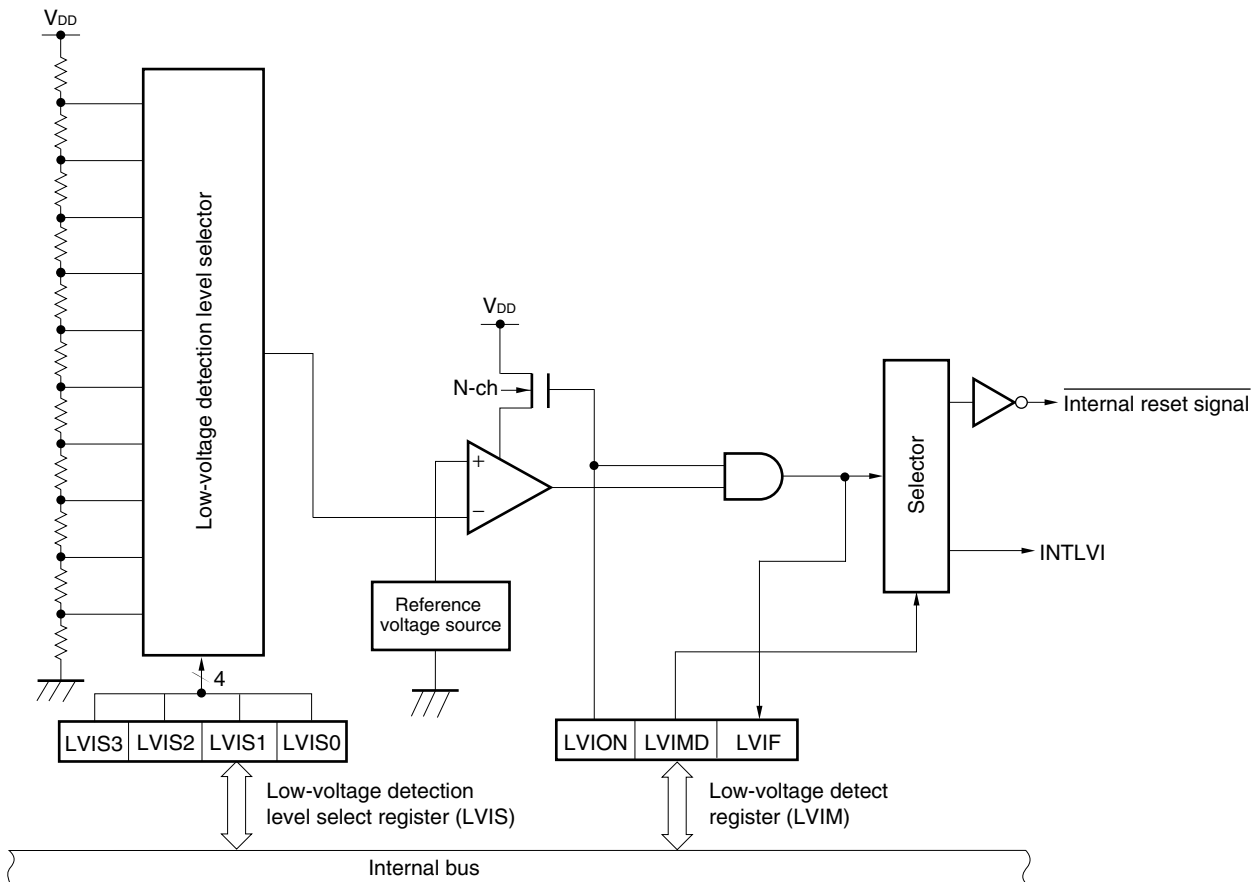 VDD
Low-voltage detection level selector
4
LVIS3 LVIS2 LVIS1 LVIS0
Low-voltage detection
level select register (LVIS)
VDD
N-ch
+
−
Reference
voltage source
Selector
Internal reset signal
INTLVI
LVION LVIMD LVIF
Low-voltage detect
register (LVIM)
Internal bus